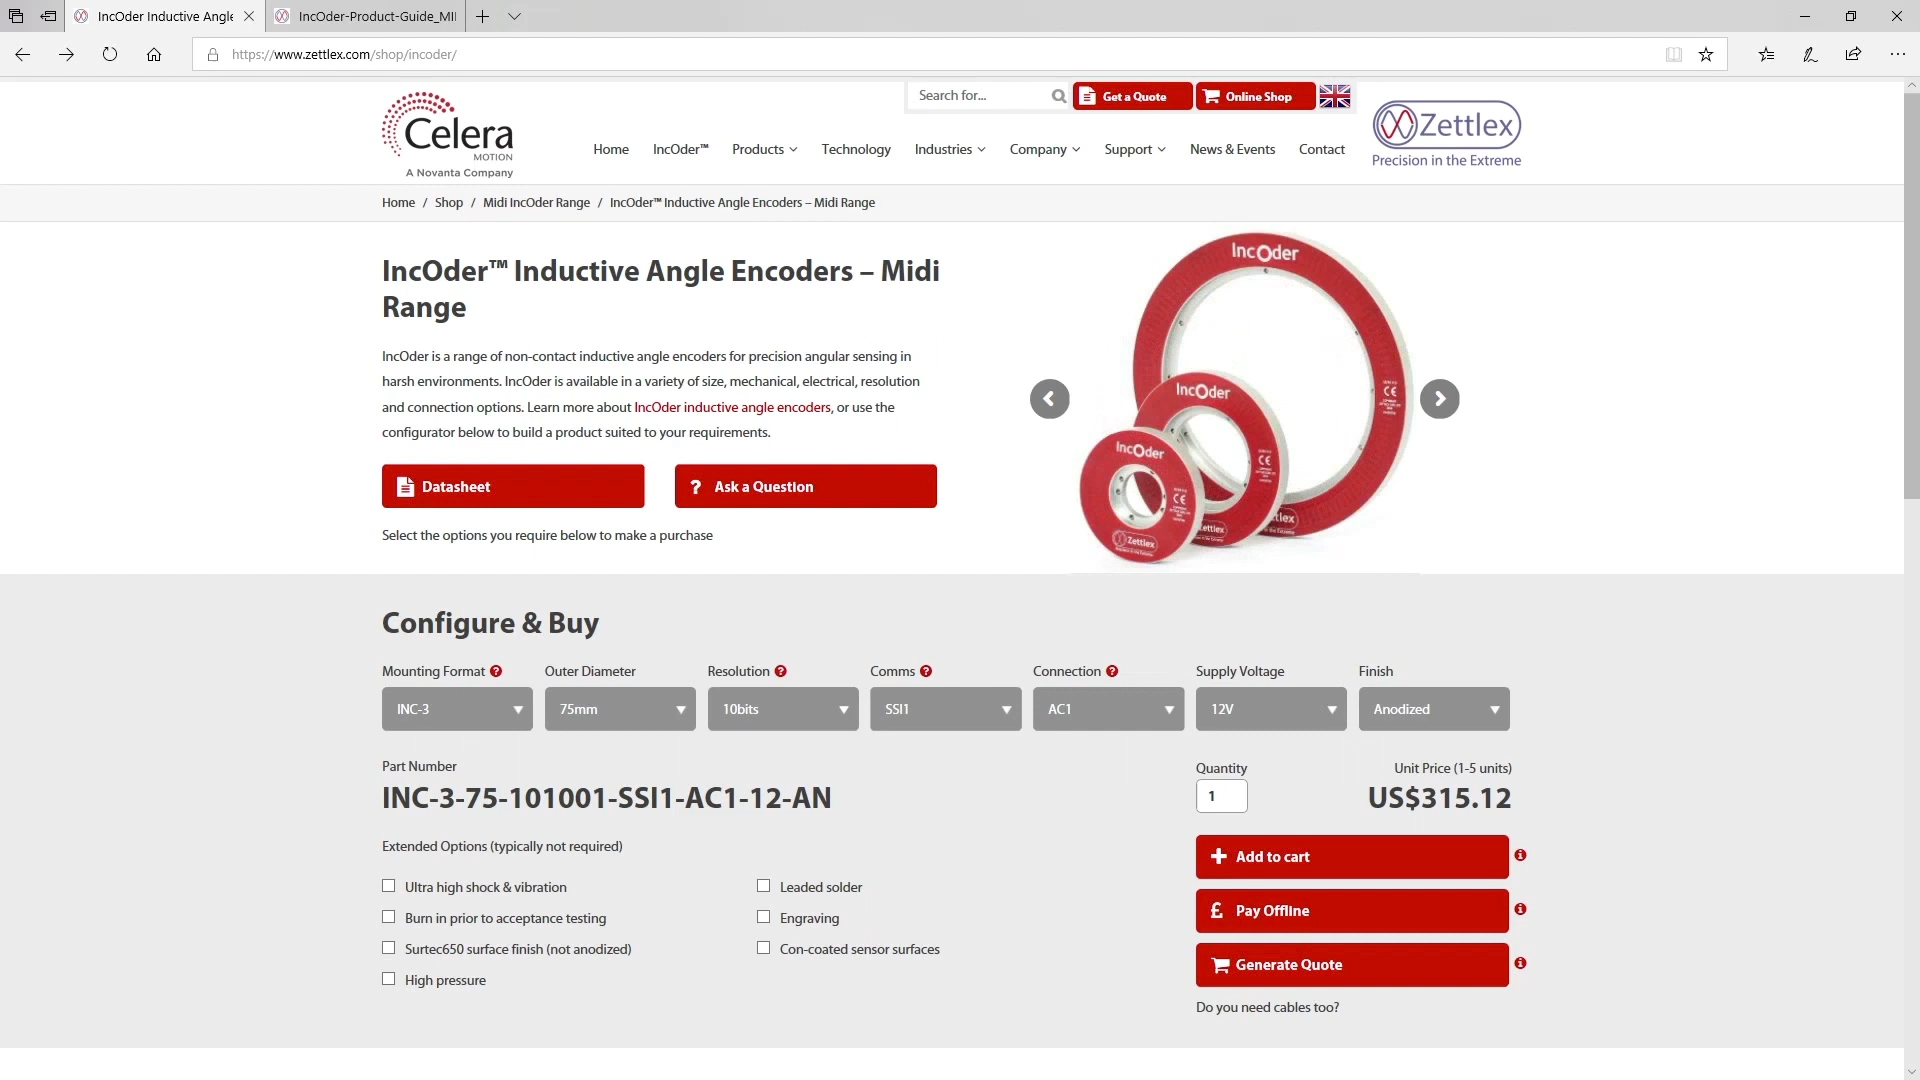 IncOder Inductive Angle
IncOder-Product-Guide_MI
https://www.zettlex.com/shop/incoder/
Search for...
Get a Quote
Online Shop
Celera
MOTION
A Novanta Company
Home
IncOder™
Products
Technology
Industries
Company
Support
News & Events
Contact
Zettlex
Precision in the Extreme
Home / Shop / Midi IncOder Range / IncOder™ Inductive Angle Encoders – Midi Range
IncOder™ Inductive Angle Encoders – Midi
Range
IncOder is a range of non-contact inductive angle encoders for precision angular sensing in
harsh environments. IncOder is available in a variety of size, mechanical, electrical, resolution
and connection options. Learn more about IncOder inductive angle encoders, or use the
configurator below to build a product suited to your requirements.
Datasheet
? Ask a Question
Select the options you require below to make a purchase
IncOder
CE
IncOder
CE
IncOder
CE
Zettlex
Configure & Buy
Mounting Format ?
Outer Diameter
Resolution ?
Comms ?
Connection ?
Supply Voltage
Finish
INC-3
75mm
10bits
SSI1
AC1
12V
Anodized
Part Number
INC-3-75-101001-SSI1-AC1-12-AN
Quantity
1
Unit Price (1-5 units)
US$315.12
Extended Options (typically not required)
Ultra high shock & vibration
Burn in prior to acceptance testing
Surtec650 surface finish (not anodized)
High pressure
Leaded solder
Engraving
Con-coated sensor surfaces
Add to cart
£ Pay Offline
Generate Quote
Do you need cables too?